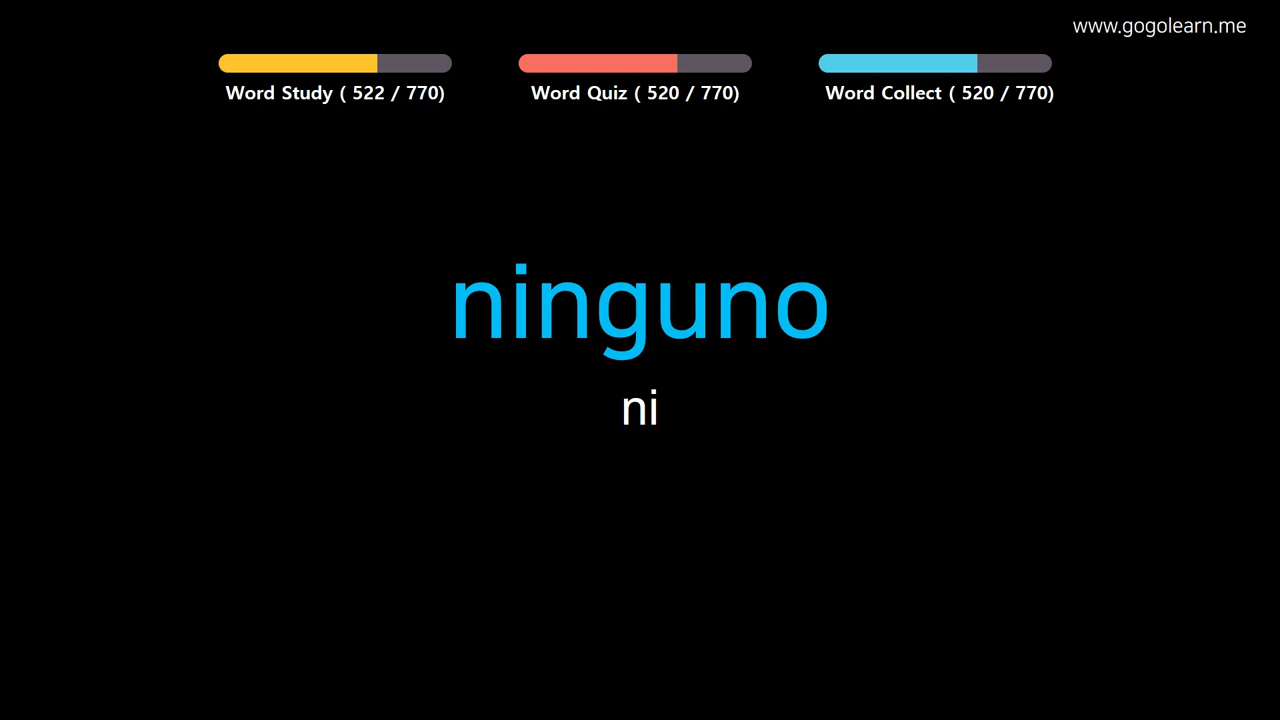 www.gogolearn.me
Word Study ( 522 / 770)
Word Quiz ( 520 / 770)
Word Collect ( 520 / 770)
ninguno
ni